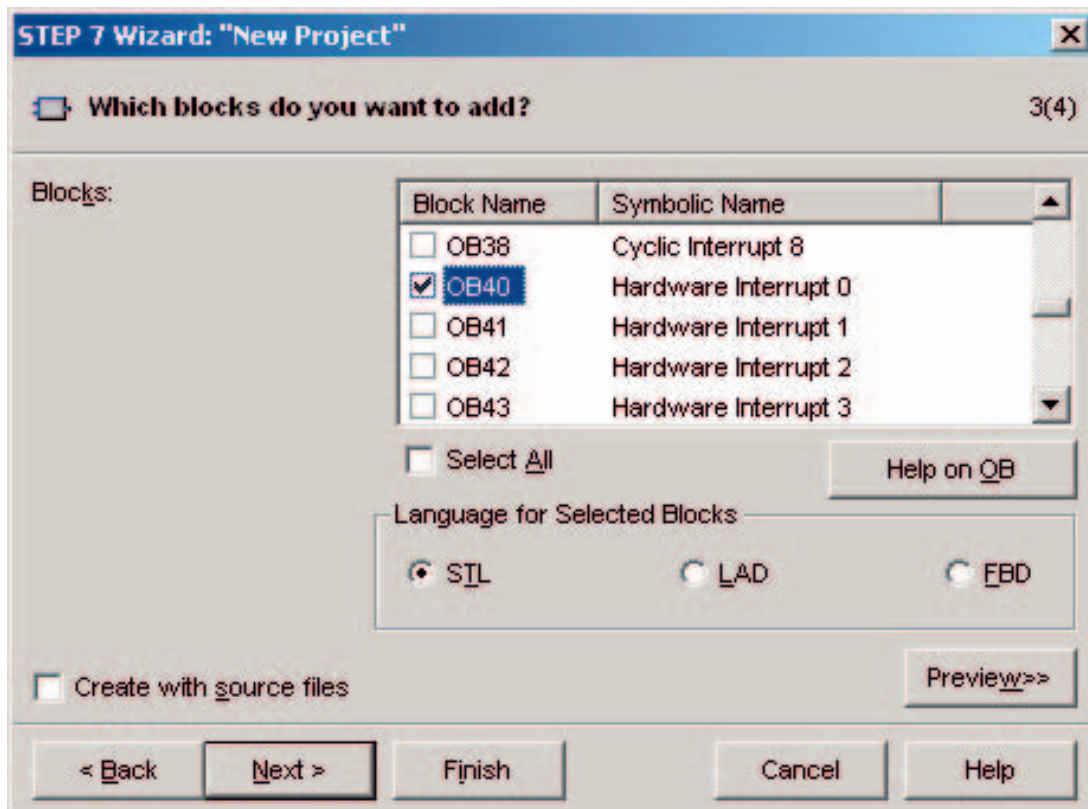 STEP 7 Wizard: "New Project"
Which blocks do you want to add? 3(4)
Blocks:
Block Name Symbolic Name
OB38 Cyclic Interrupt 8
OB40 Hardware Interrupt 0
OB41 Hardware Interrupt 1
OB42 Hardware Interrupt 2
OB43 Hardware Interrupt 3
Select All
Help on OB
Language for Selected Blocks
STL LAD FBD
Create with source files
Preview>>
< Back Next > Finish Cancel Help